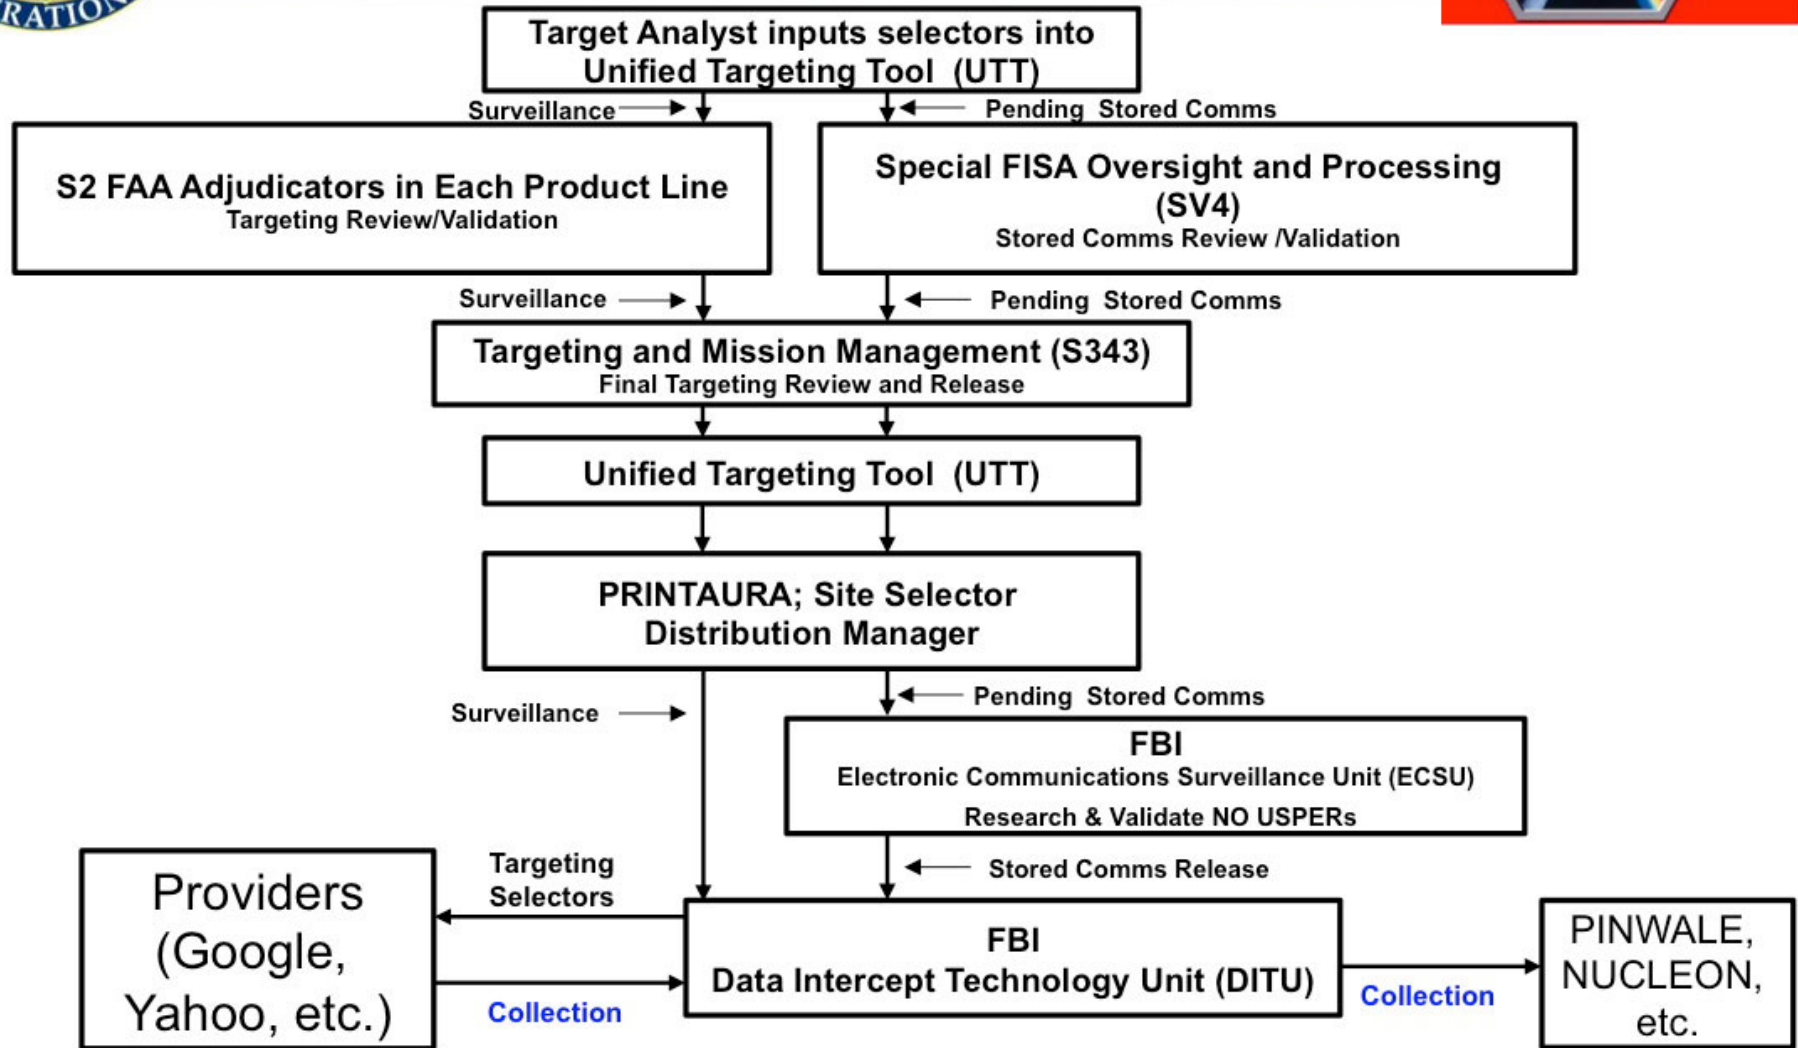 RATION
Target Analyst inputs selectors into
Unified Targeting Tool (UTT)
Surveillance
Pending Stored Comms
S2 FAA Adjudicators in Each Product Line
Targeting Review/Validation
Special FISA Oversight and Processing
(SV4)
Stored Comms Review /Validation
Surveillance
Pending Stored Comms
Targeting and Mission Management (S343)
Final Targeting Review and Release
Unified Targeting Tool (UTT)
PRINTAURA; Site Selector
Distribution Manager
Surveillance
Pending Stored Comms
FBI
Electronic Communications Surveillance Unit (ECSU)
Research & Validate NO USPERs
Stored Comms Release
Providers
(Google,
Yahoo, etc.)
Targeting
Selectors
Collection
FBI
Data Intercept Technology Unit (DITU)
Collection
PINWALE,
NUCLEON,
etc.